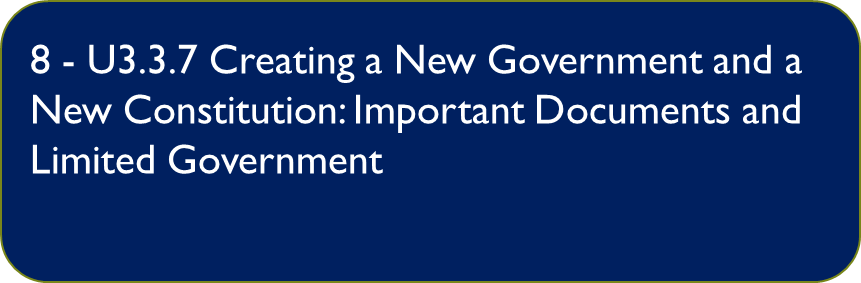 8 - U3.3.7 Creating a New Government and a
New Constitution: Important Documents and
Limited Government